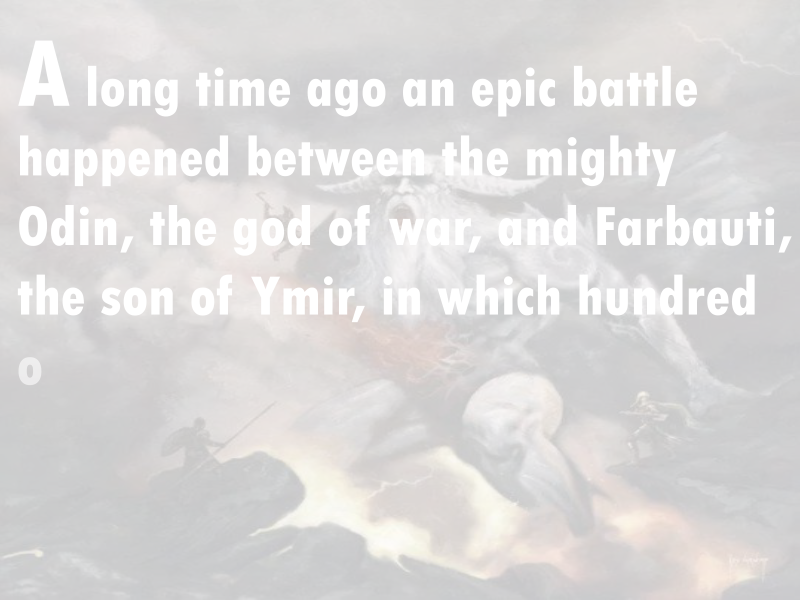 A long time ago an epic battle
happened between the mighty
Odin, the god of war, and Farbauti,
the son of Ymir, in which hundred
o